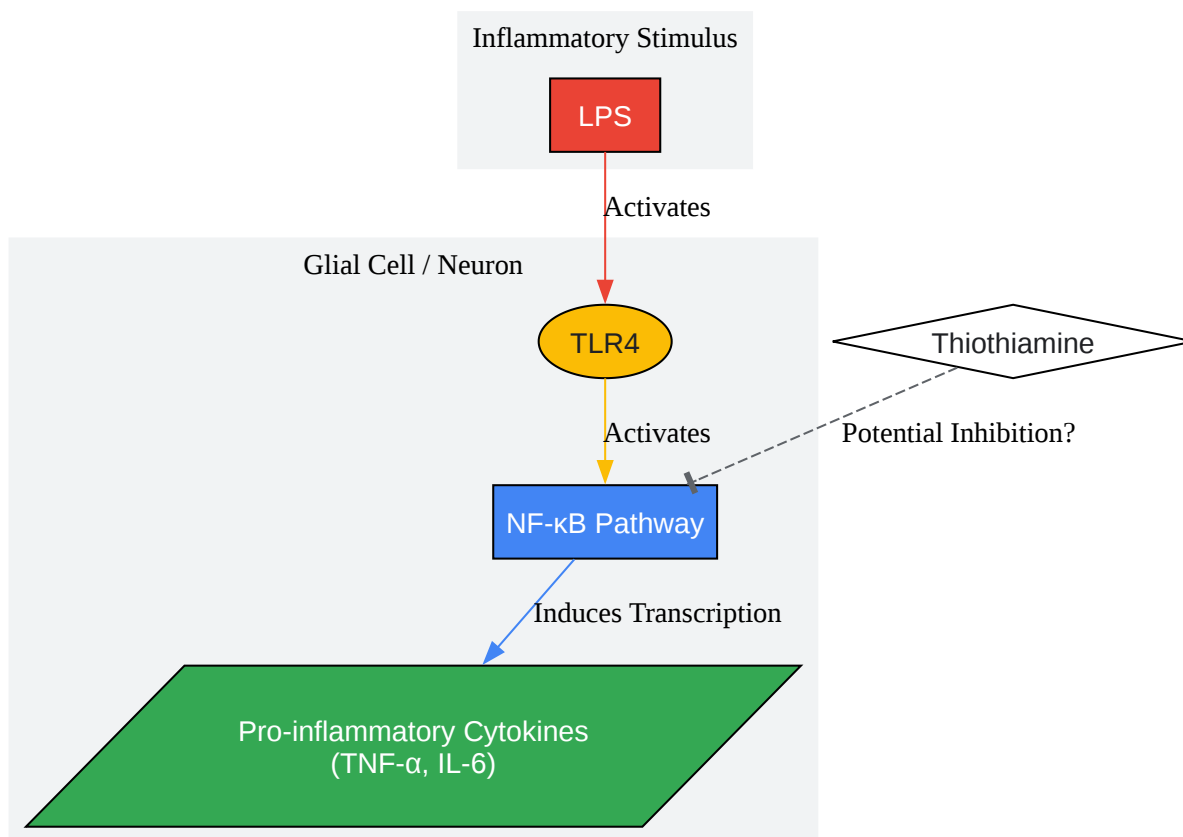 Inflammatory Stimulus
LPS
Activates
Glial Cell / Neuron
TLR4
Thiothiamine
Activates
Potential Inhibition?
NF-κB Pathway
Induces Transcription
Pro-inflammatory Cytokines
(TNF-α, IL-6)